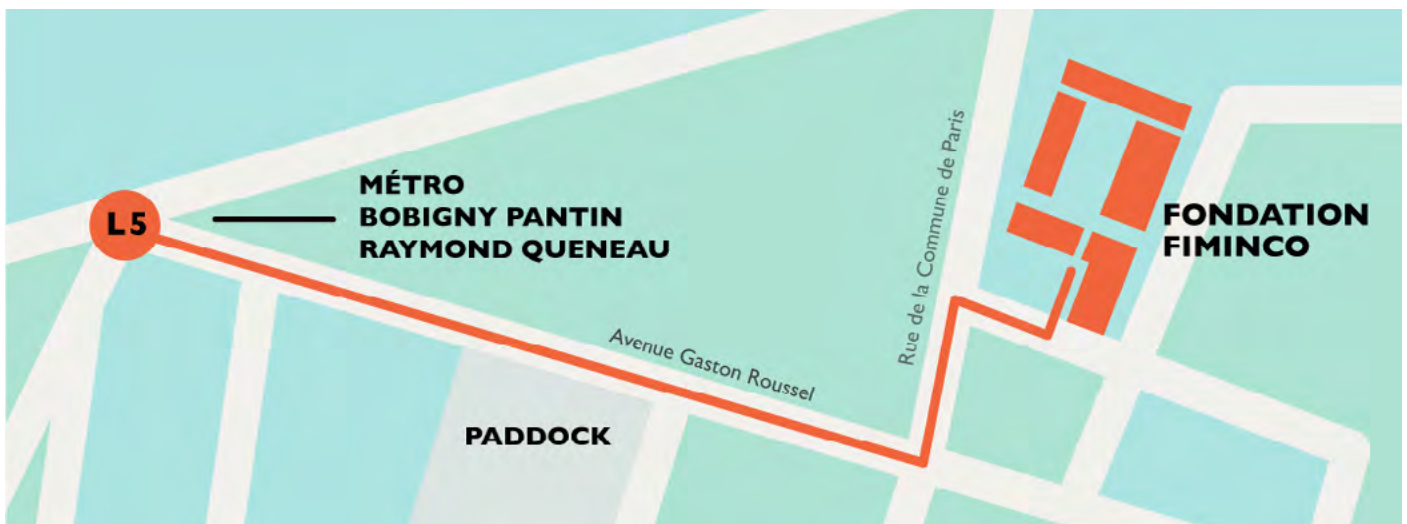 L5
MÉTRO
BOBIGNY PANTIN
RAYMOND QUENEAU
Avenue Gaston Roussel
PADDOCK
Rue de la Commune de Paris
FONDATION
FIMINCO